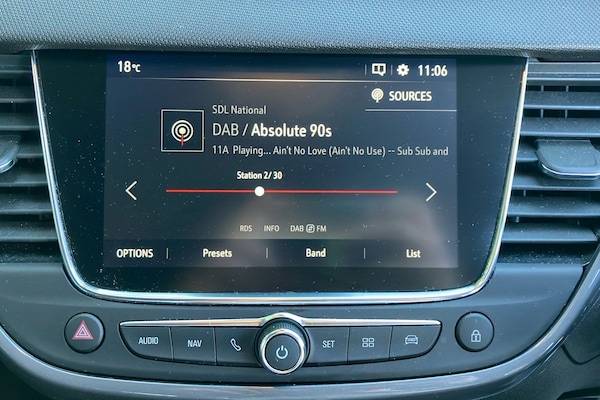 18°C
11:06
SOURCES
SDL National
DAB / Absolute 90s
11A Playing... Ain't No Love (Ain't No Use) -- Sub Sub and
Station 2/ 30
RDS INFO DAB FM
OPTIONS Presets Band List
AUDIO NAV SET